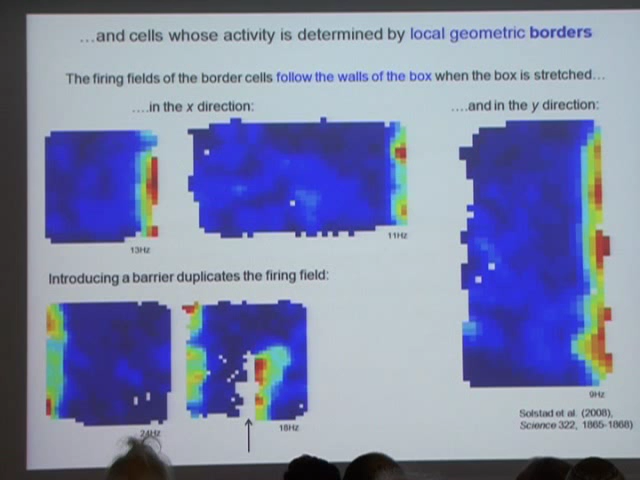 …and cells whose activity is determined by local geometric borders
The firing fields of the border cells follow the walls of the box when the box is stretched…
….in the x direction:
….and in the y direction:
13Hz
11Hz
Introducing a barrier duplicates the firing field:
24Hz
18Hz
9Hz
Solstad et al. (2008),
Science 322, 1865-1868)